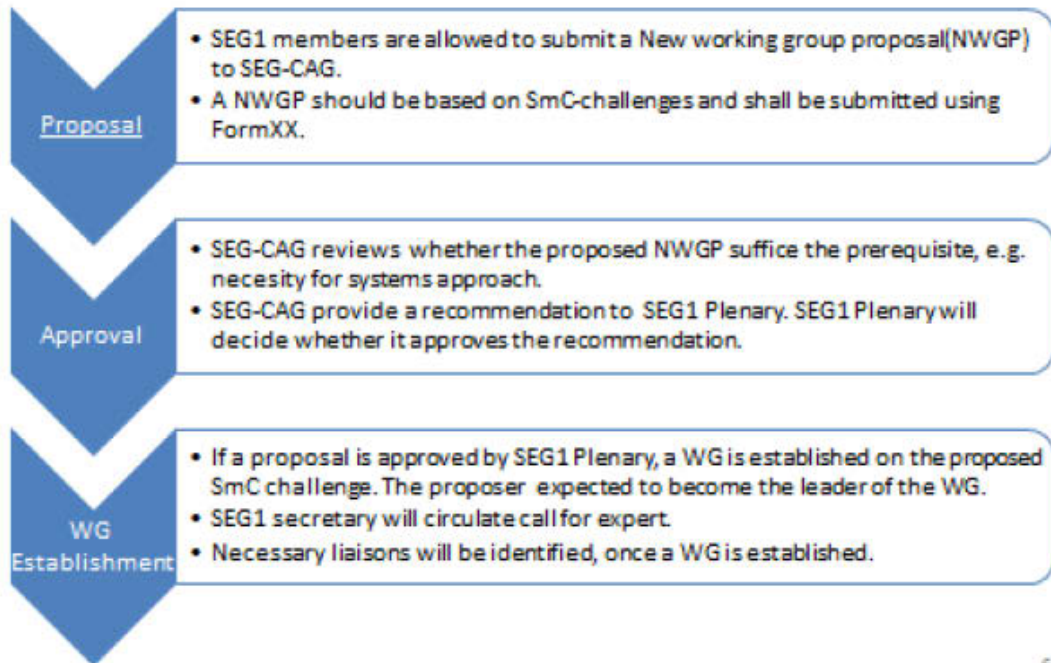 Proposal
• SEG1 members are allowed to submit a New working group proposal(NWGP)
to SEG-CAG.
• A NWGP should be based on SmC-challenges and shall be submitted using
FormXX.
Approval
• SEG-CAG reviews whether the proposed NWGP suffice the prerequisite, e.g.
necesity for systems approach.
• SEG-CAG provide a recommendation to SEG1 Plenary. SEG1 Plenary will
decide whether it approves the recommendation.
WG
Establishment
• If a proposal is approved by SEG1 Plenary, a WG is established on the proposed
SmC challenge. The proposer expected to become the leader of the WG.
• SEG1 secretary will circulate call for expert.
• Necessary liaisons will be identified, once a WG is established.